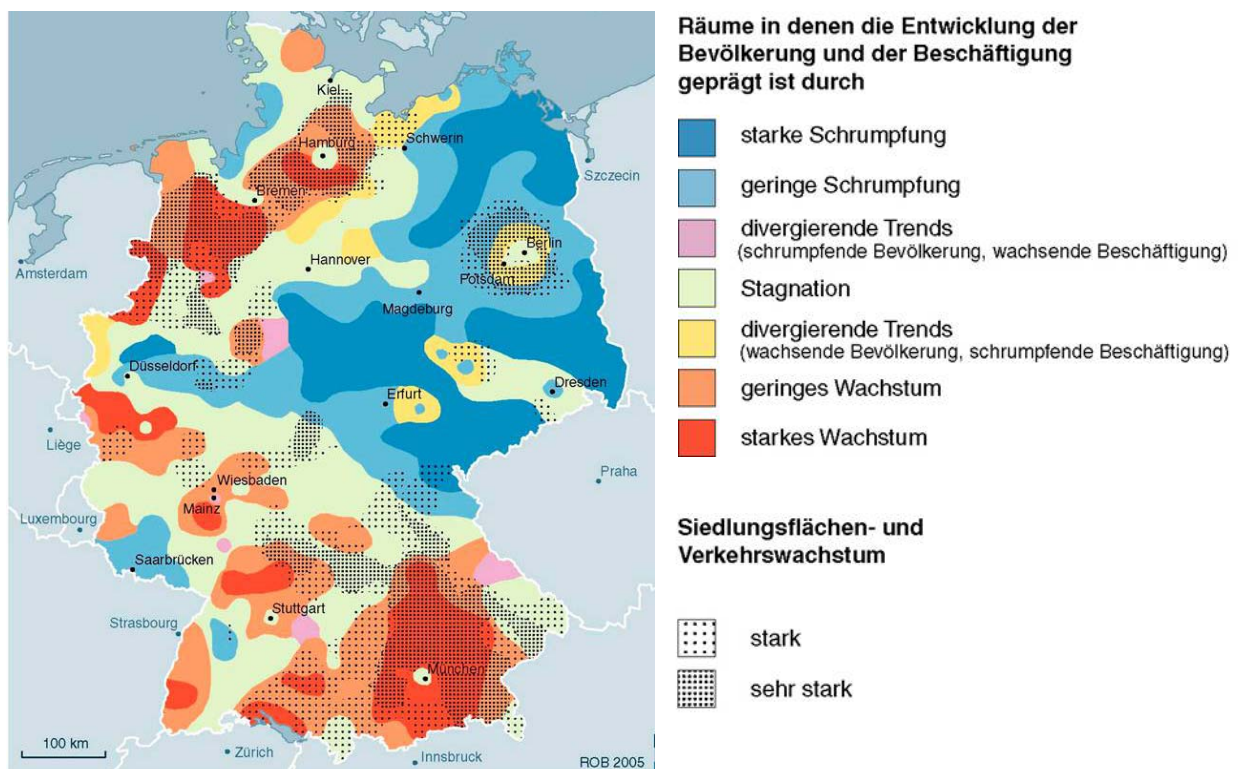 Kiel
Hamburg
Schwerin
Szczecin
Bremen
Berlin
Amsterdam
Hannover
Potsdam
Magdeburg
Düsseldorf
Dresden
Erfurt
Liège
Praha
Wiesbaden
Mainz
Luxembourg
Saarbrücken
Stuttgart
Strasbourg
München
100 km
Zürich
Innsbruck
ROB 2005
Räume in denen die Entwicklung der
Bevölkerung und der Beschäftigung
geprägt ist durch
starke Schrumpfung
geringe Schrumpfung
divergierende Trends
(schrumpfende Bevölkerung, wachsende Beschäftigung)
Stagnation
divergierende Trends
(wachsende Bevölkerung, schrumpfende Beschäftigung)
geringes Wachstum
starkes Wachstum
Siedlungsflächen- und
Verkehrswachstum
stark
sehr stark